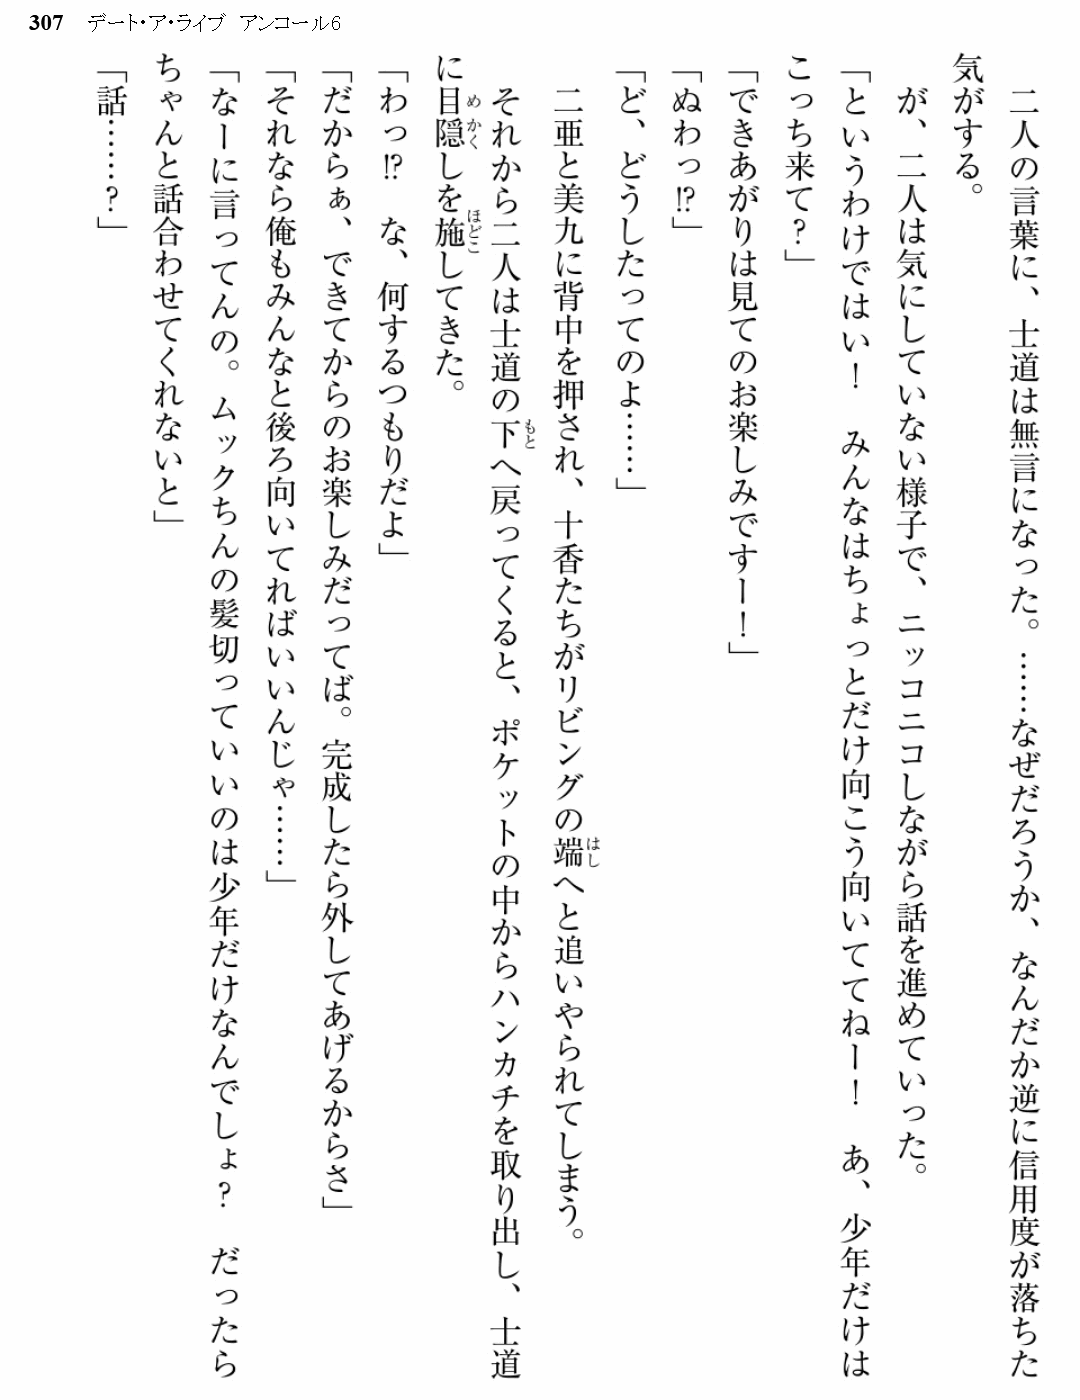 307 デート・ア・ライブ アンコール6
　二人の言葉に、士道は無言になった。……なぜだろうか、なんだか逆に信用度が落ちた
気がする。
　が、二人は気にしていない様子で、ニッコニコしながら話を進めていった。
「というわけではい！　みんなはちょっとだけ向こう向いててねー！　あ、少年だけは
こっち来て？」
「できあがりは見てのお楽しみですー！」
「ぬわっ!?」
「ど、どうしたってのよ……」
　二亜と美九に背中を押され、十香たちがリビングの端へと追いやられてしまう。
　それから二人は士道の下へ戻ってくると、ポケットの中からハンカチを取り出し、士道
に目隠しを施してきた。
「わっ!?　な、何するつもりだよ」
「だからぁ、できてからのお楽しみだってば。完成したら外してあげるからさ」
「それなら俺もみんなと後ろ向いてればいいんじゃ……」
「なーに言ってんの。ムックちんの髪切っていいのは少年だけなんでしょ？　だったら
ちゃんと話合わせてくれないと」
「話……？」